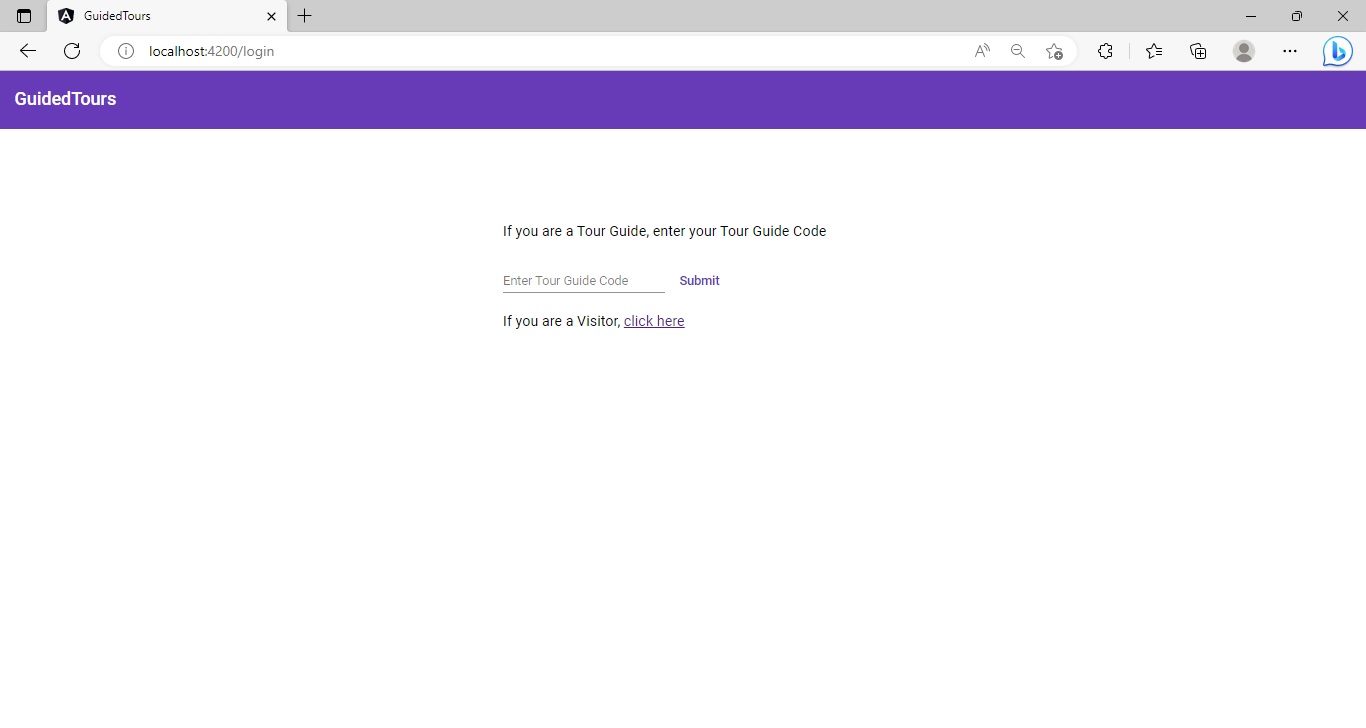 GuidedTours
localhost:4200/login
GuidedTours
If you are a Tour Guide, enter your Tour Guide Code
Enter Tour Guide Code Submit
If you are a Visitor, click here